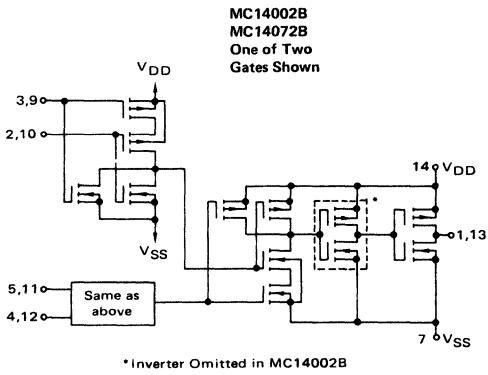 MC14002B
MC14072B
One of Two
Gates Shown
VDD
3,9
2,10
14 VDD
*
1,13
VSS
5,11
4,12
Same as
above
7 VSS
*Inverter Omitted in MC14002B